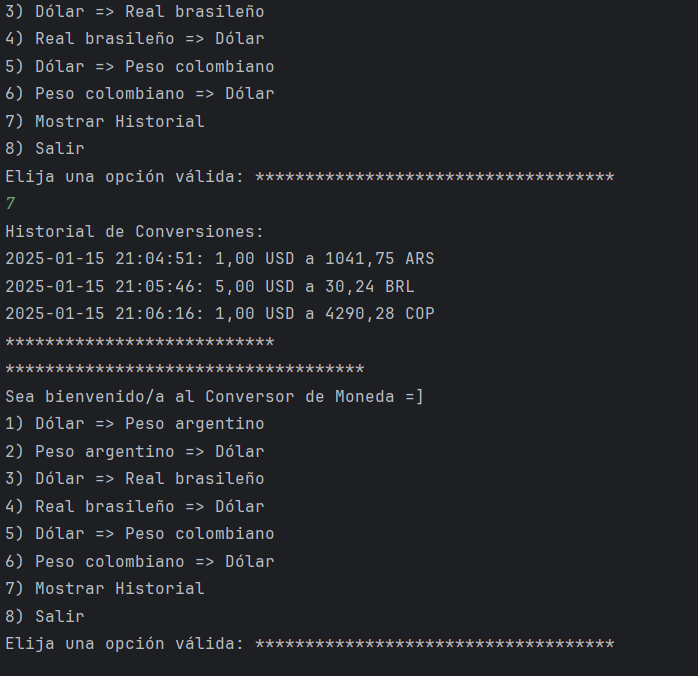 3) Dólar => Real brasileño
4) Real brasileño => Dólar
5) Dólar => Peso colombiano
6) Peso colombiano => Dólar
7) Mostrar Historial
8) Salir
Elija una opción válida: ************************************
7
Historial de Conversiones:
2025-01-15 21:04:51: 1,00 USD a 1041,75 ARS
2025-01-15 21:05:46: 5,00 USD a 30,24 BRL
2025-01-15 21:06:16: 1,00 USD a 4290,28 COP
***************************
************************************
Sea bienvenido/a al Conversor de Moneda =]
1) Dólar => Peso argentino
2) Peso argentino => Dólar
3) Dólar => Real brasileño
4) Real brasileño => Dólar
5) Dólar => Peso colombiano
6) Peso colombiano => Dólar
7) Mostrar Historial
8) Salir
Elija una opción válida: ************************************